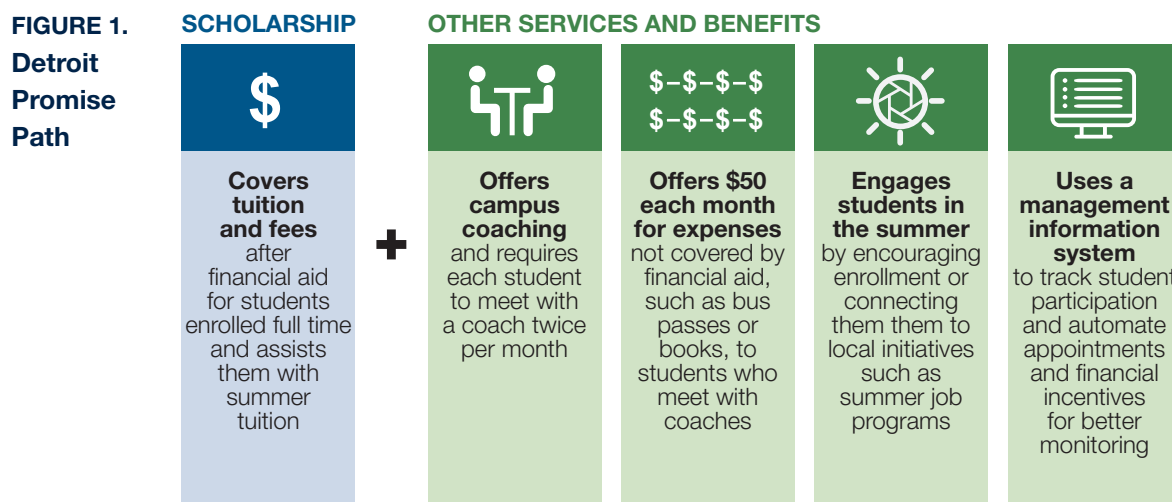 FIGURE 1.
Detroit
Promise
Path
SCHOLARSHIP
$
Covers
tuition
and fees
after
financial aid
for students
enrolled full time
and assists
them with
summer
tuition
+
OTHER SERVICES AND BENEFITS
Offers
campus
coaching
and requires
each student
to meet with
a coach twice
per month
$–$–$–$
$–$–$–$
Offers $50
each month
for expenses
not covered by
financial aid,
such as bus
passes or
books, to
students who
meet with
coaches
Engages
students in
the summer
by encouraging
enrollment or
connecting
them them to
local initiatives
such as
summer job
programs
Uses a
management
information
system
to track student
participation
and automate
appointments
and financial
incentives
for better
monitoring